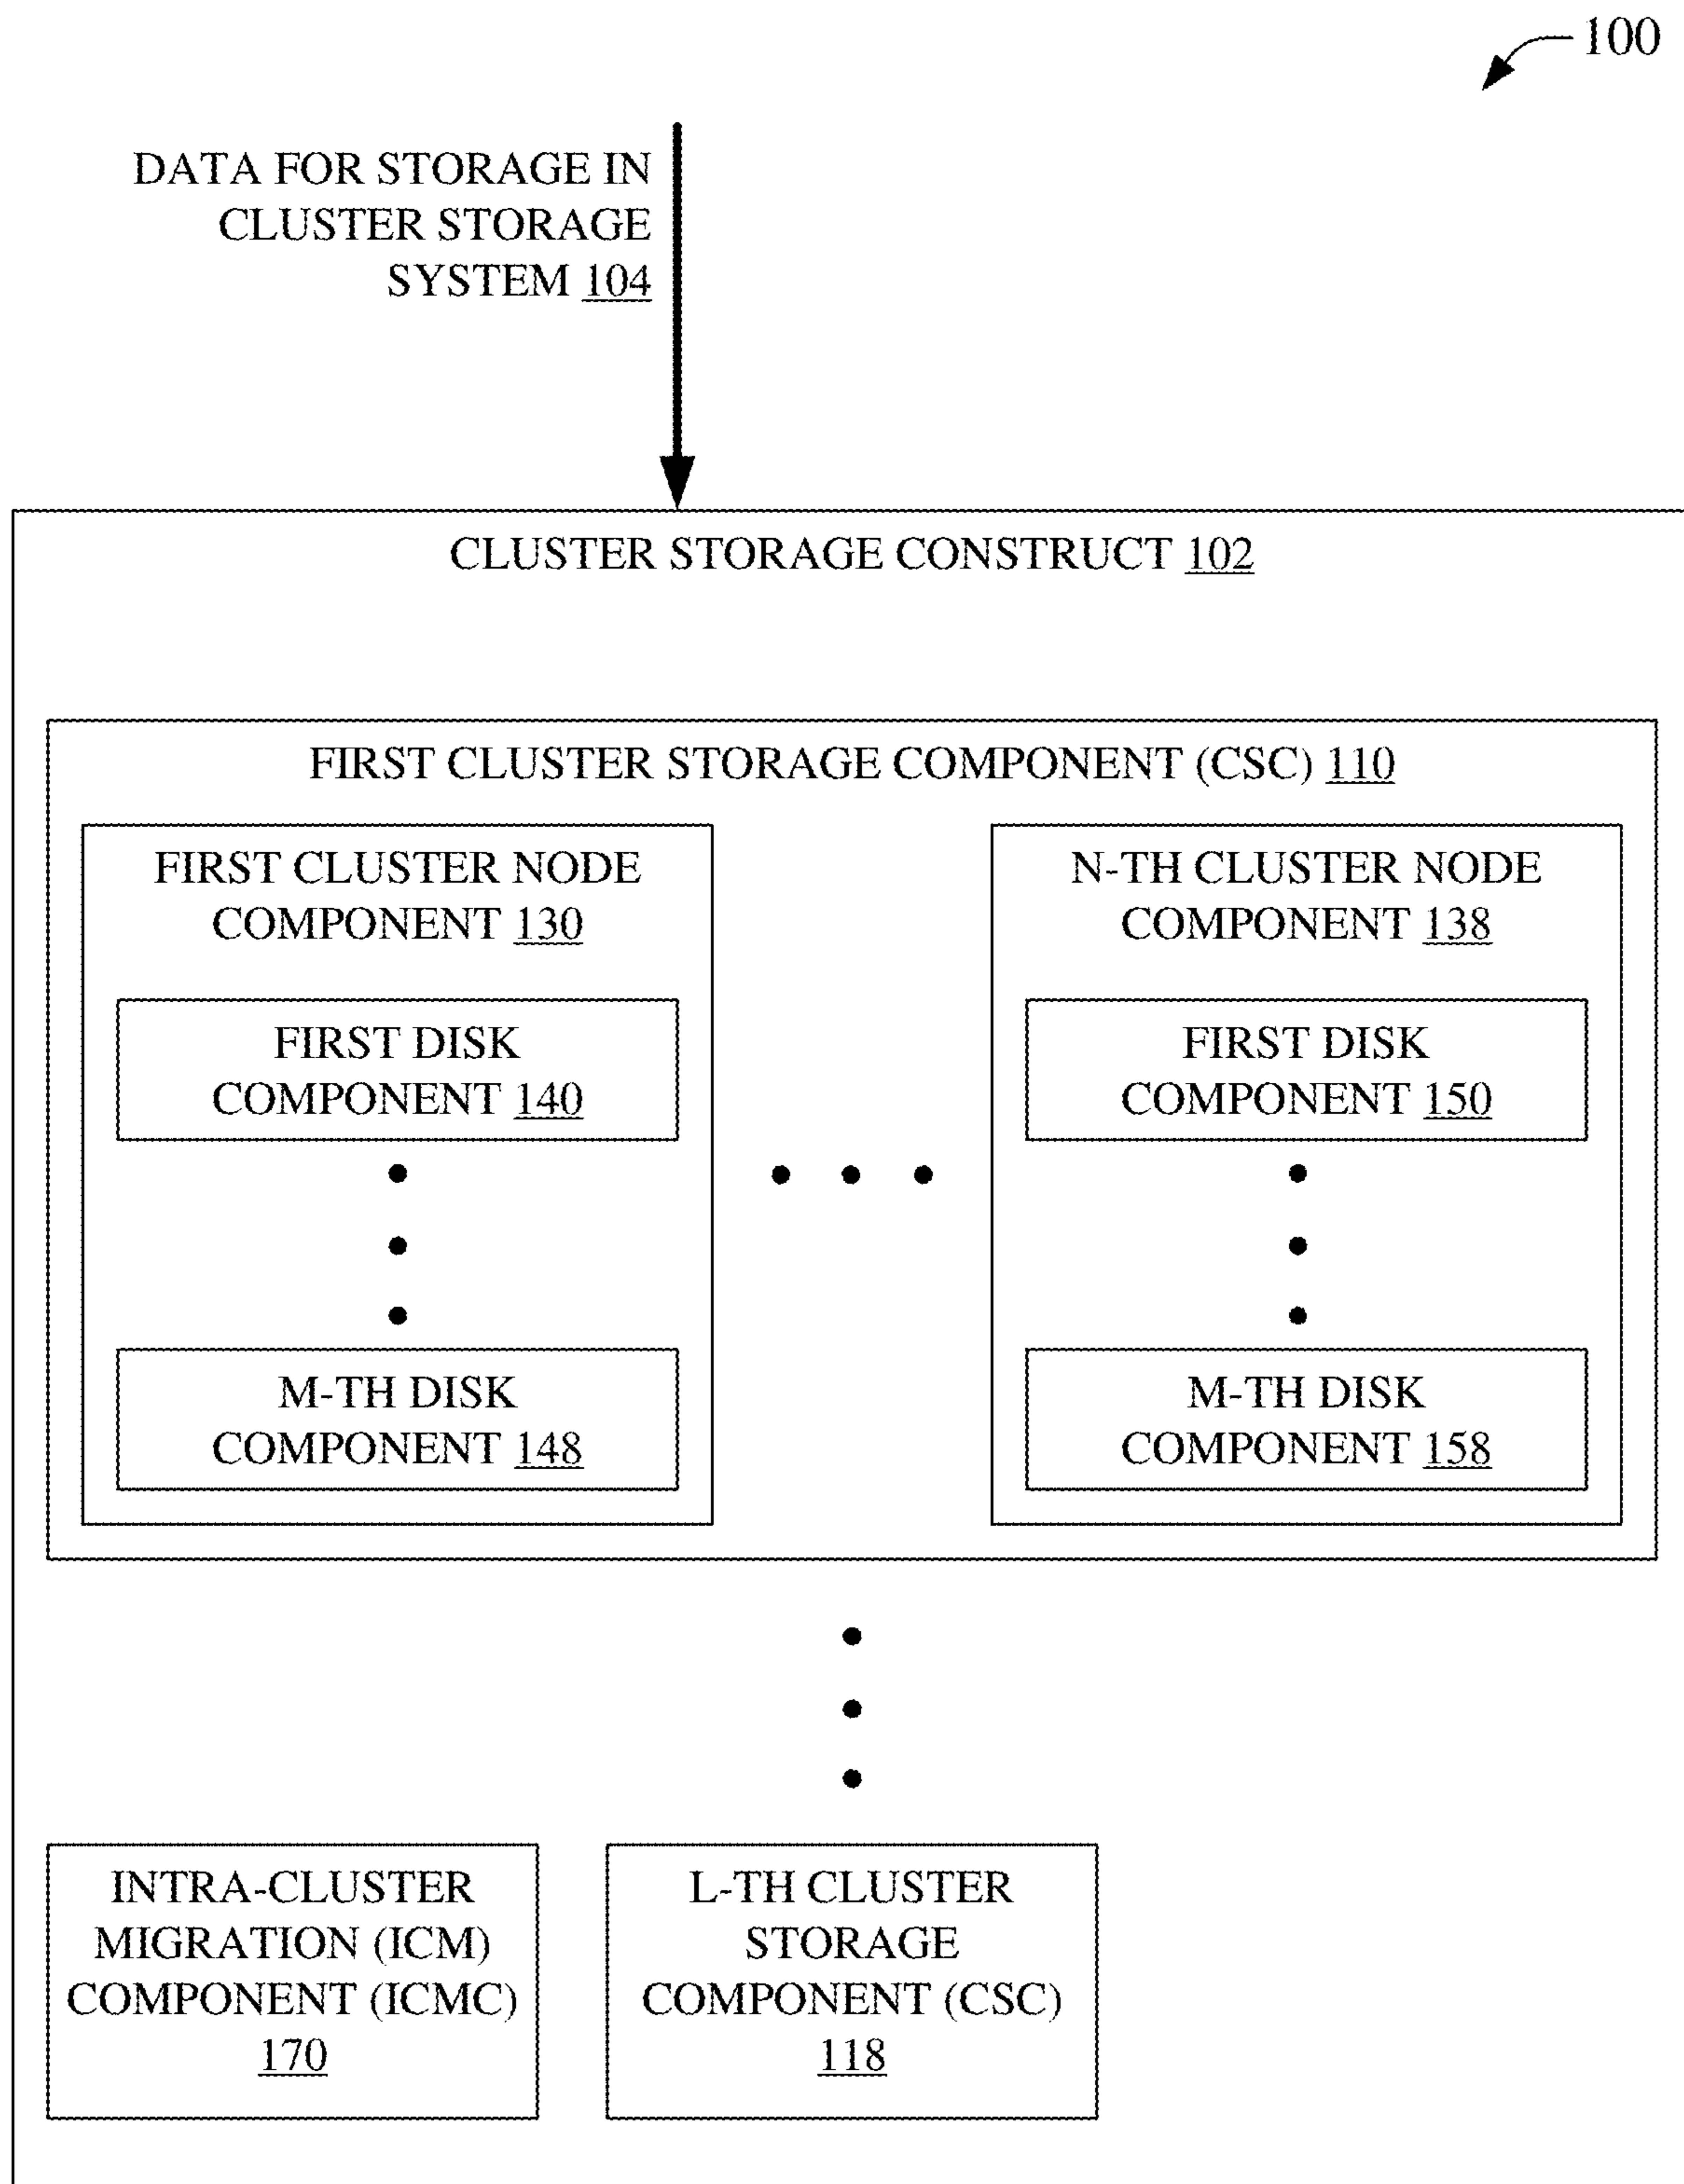 100
DATA FOR STORAGE IN
CLUSTER STORAGE
SYSTEM 104
CLUSTER STORAGE CONSTRUCT 102
FIRST CLUSTER STORAGE COMPONENT (CSC) 110
FIRST CLUSTER NODE
COMPONENT 130
FIRST DISK
COMPONENT 140
M-TH DISK
COMPONENT 148
N-TH CLUSTER NODE
COMPONENT 138
FIRST DISK
COMPONENT 150
M-TH DISK
COMPONENT 158
INTRA-CLUSTER
MIGRATION (ICM)
COMPONENT (ICMC)
170
L-TH CLUSTER
STORAGE
COMPONENT (CSC)
118